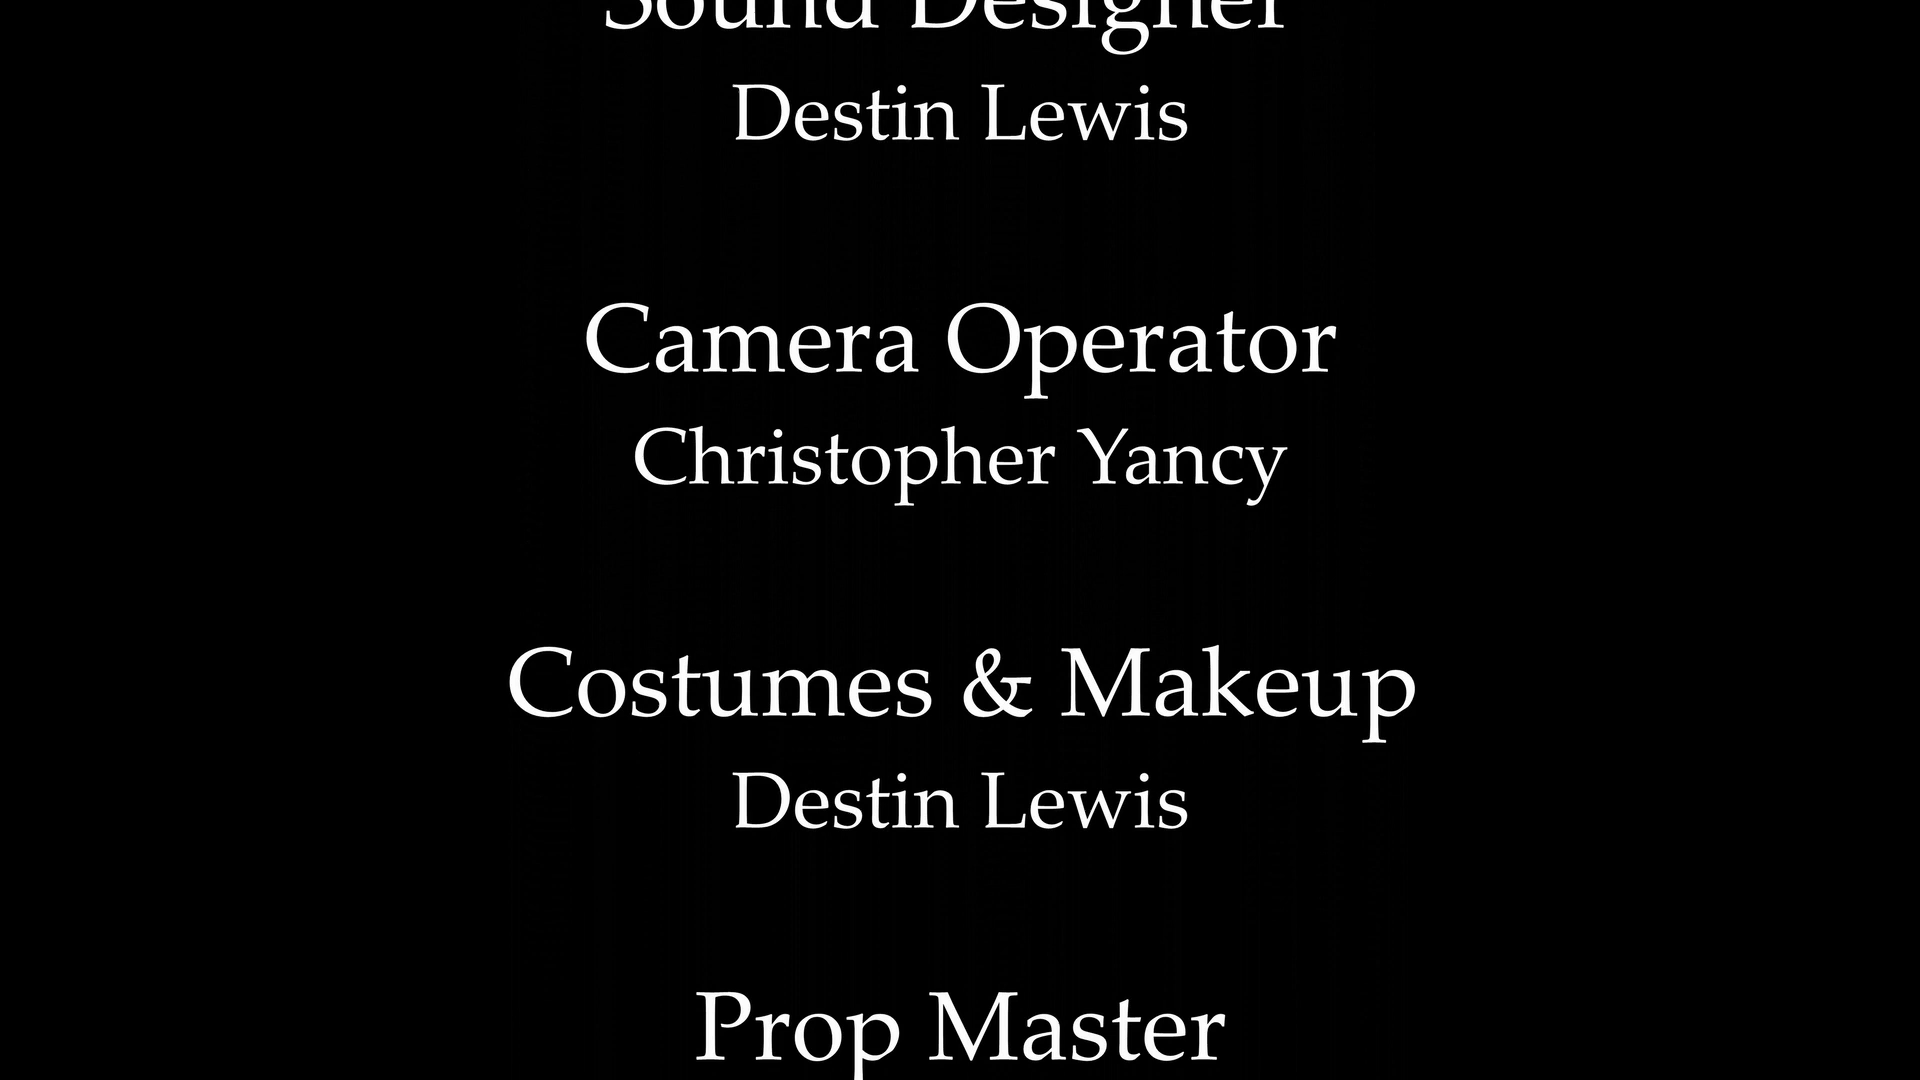 Sound Designer
Destin Lewis
Camera Operator
Christopher Yancy
Costumes & Makeup
Destin Lewis
Prop Master